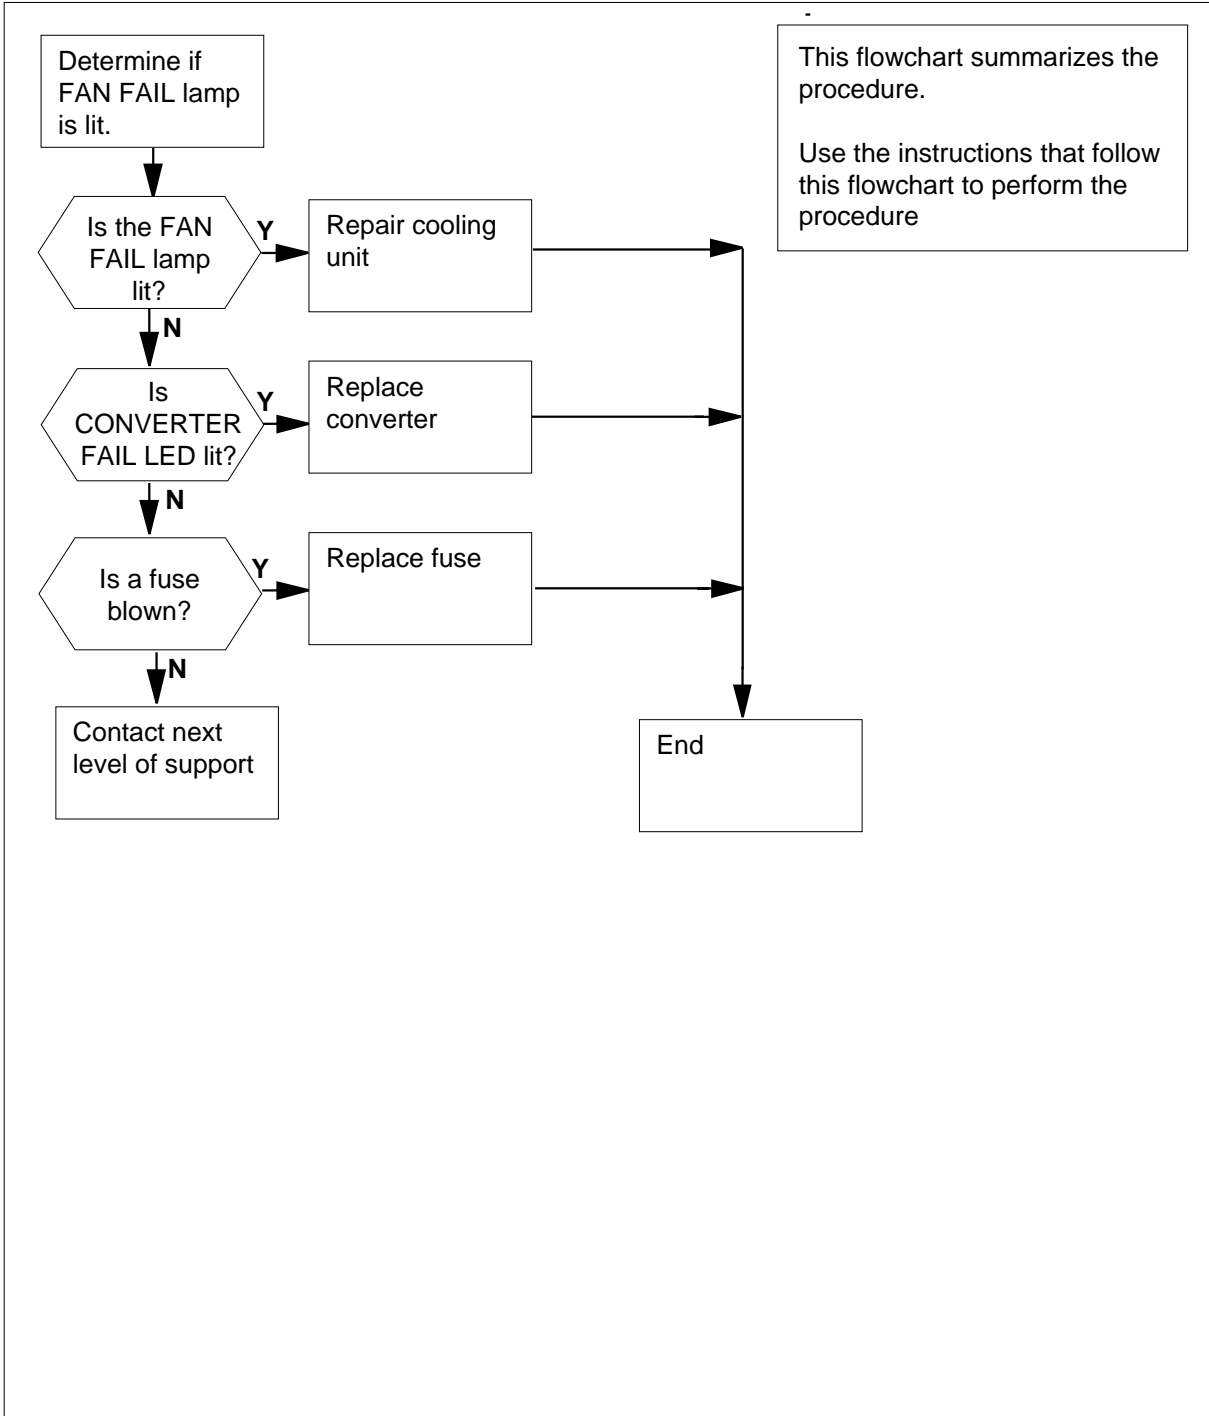 Determine if
FAN FAIL lamp
is lit.
This flowchart summarizes the
procedure.
Use the instructions that follow
this flowchart to perform the
procedure
Is the FAN
FAIL lamp
lit?
Y
Repair cooling
unit
N
Is
CONVERTER
FAIL LED lit?
Y
Replace
converter
N
Is a fuse
blown?
Y
Replace fuse
N
Contact next
level of support
End